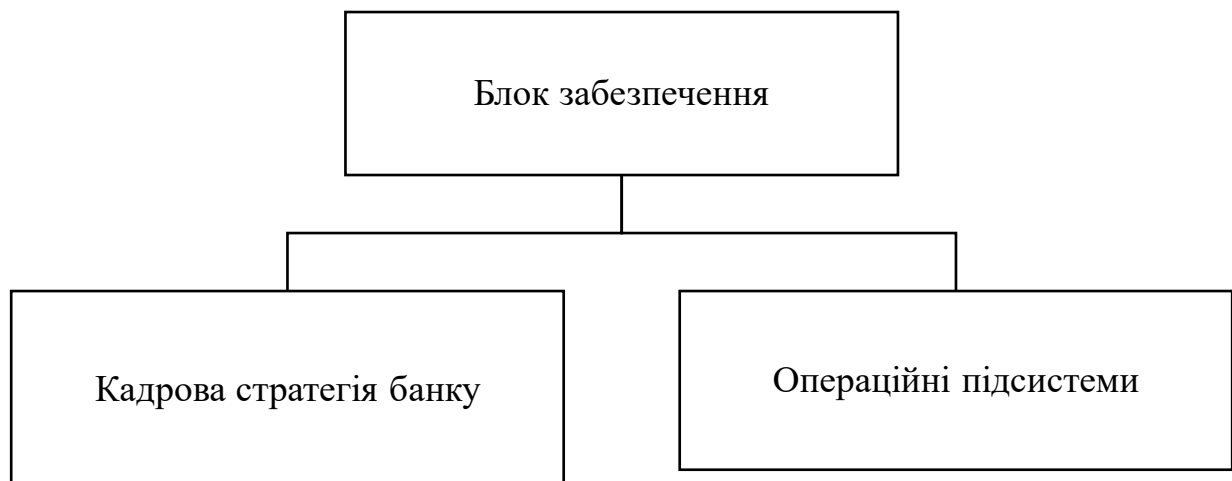 Блок забезпечення
Кадрова стратегія банку
Операційні підсистеми